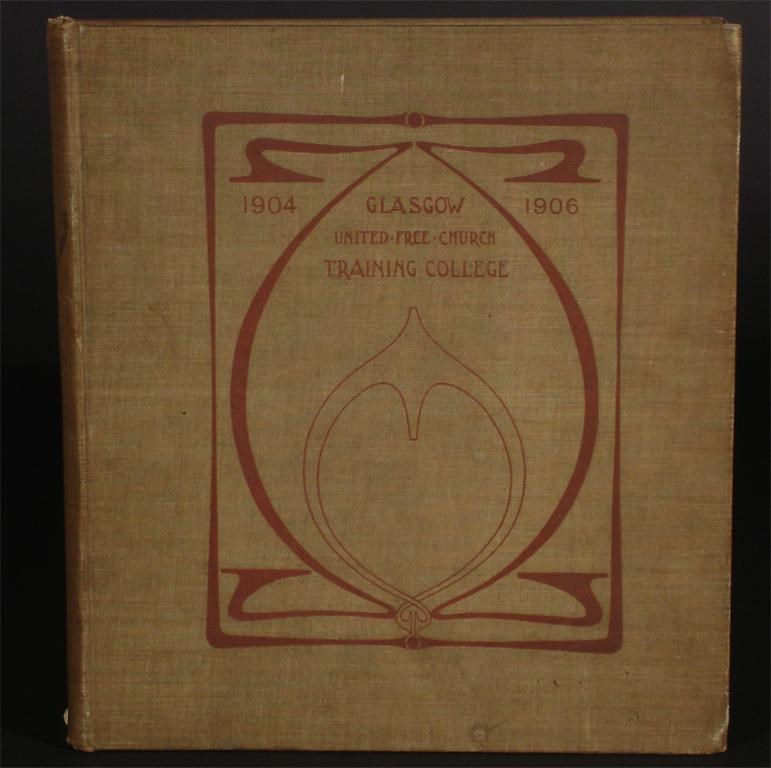 1904 GLASGOW 1906
UNITED·FREE·CHURCH
TRAINING COLLEGE